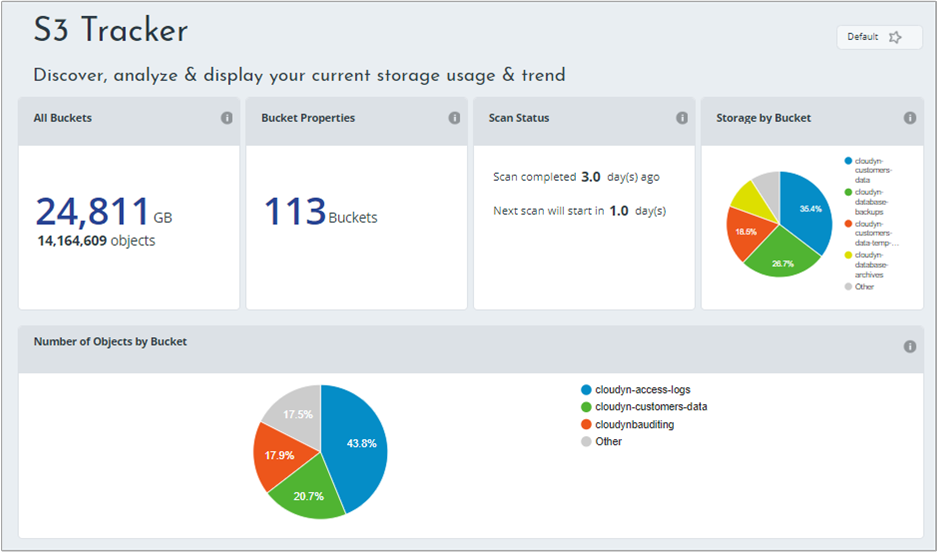 S3 Tracker
Default
Discover, analyze & display your current storage usage & trend
All Buckets
24,811 GB
14,164,609 objects
Bucket Properties
113 Buckets
Scan Status
Scan completed 3.0 day(s) ago
Next scan will start in 1.0 day(s)
Storage by Bucket
35.4%
26.7%
18.5%
cloudyn-
customers-
data
cloudyn-
database-
backups
cloudyn-
customers-
data-temp-...
cloudyn-
database-
archives
Other
Number of Objects by Bucket
43.8%
20.7%
17.9%
17.5%
cloudyn-access-logs
cloudyn-customers-data
cloudynbauditing
Other